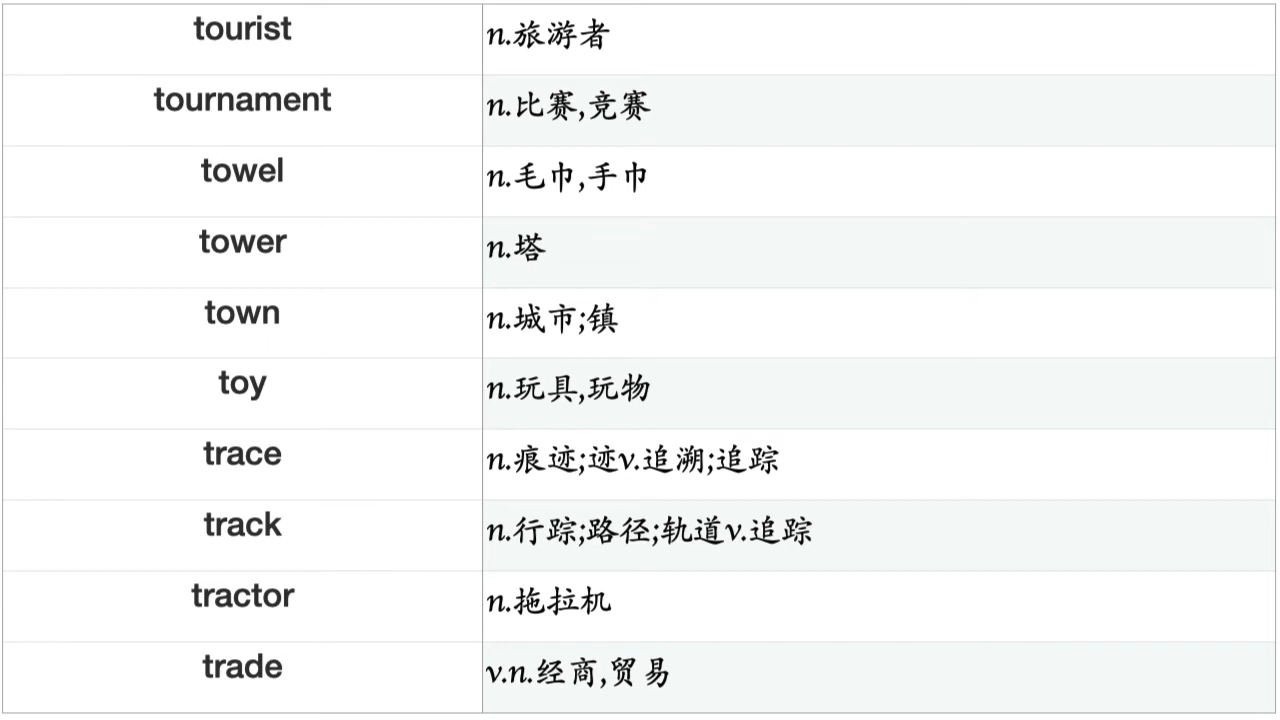 tourist n.旅游者
tournament n.比赛,竞赛
towel n.毛巾,手巾
tower n.塔
town n.城市;镇
toy n.玩具,玩物
trace n.痕迹;迹v.追溯;追踪
track n.行踪;路径;轨道v.追踪
tractor n.拖拉机
trade v.n.经商,贸易